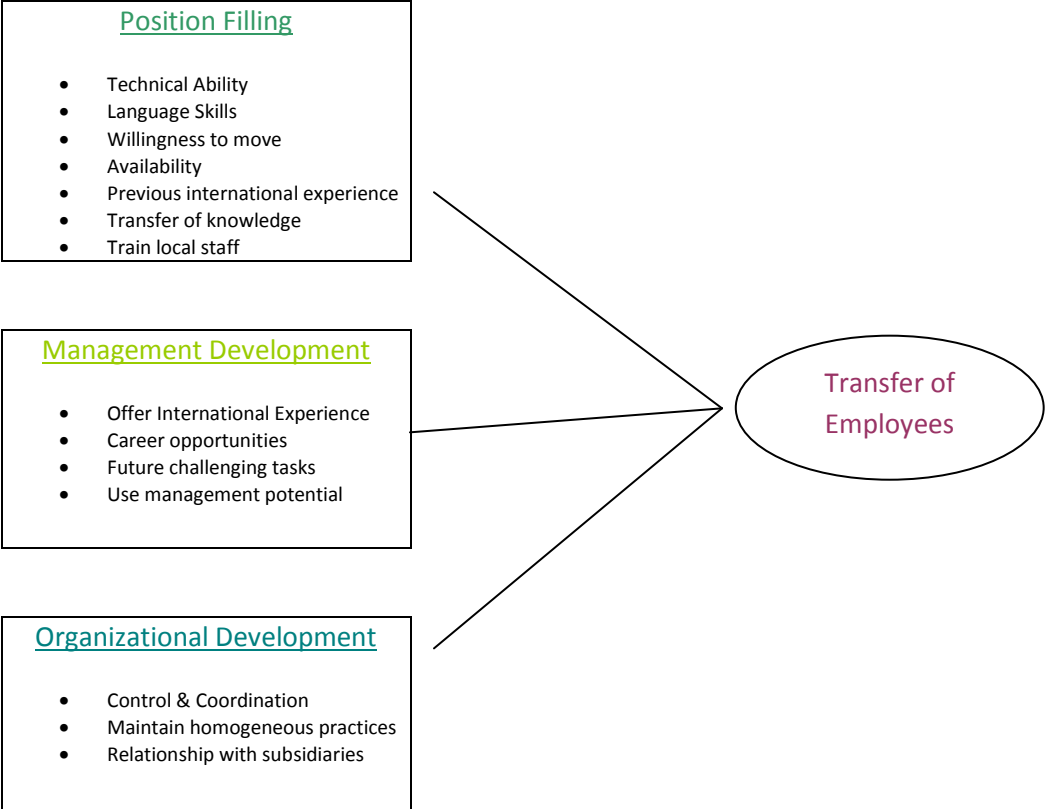 Position Filling
• Technical Ability
• Language Skills
• Willingness to move
• Availability
• Previous international experience
• Transfer of knowledge
• Train local staff
Management Development
• Offer International Experience
• Career opportunities
• Future challenging tasks
• Use management potential
Transfer of
Employees
Organizational Development
• Control & Coordination
• Maintain homogeneous practices
• Relationship with subsidiaries